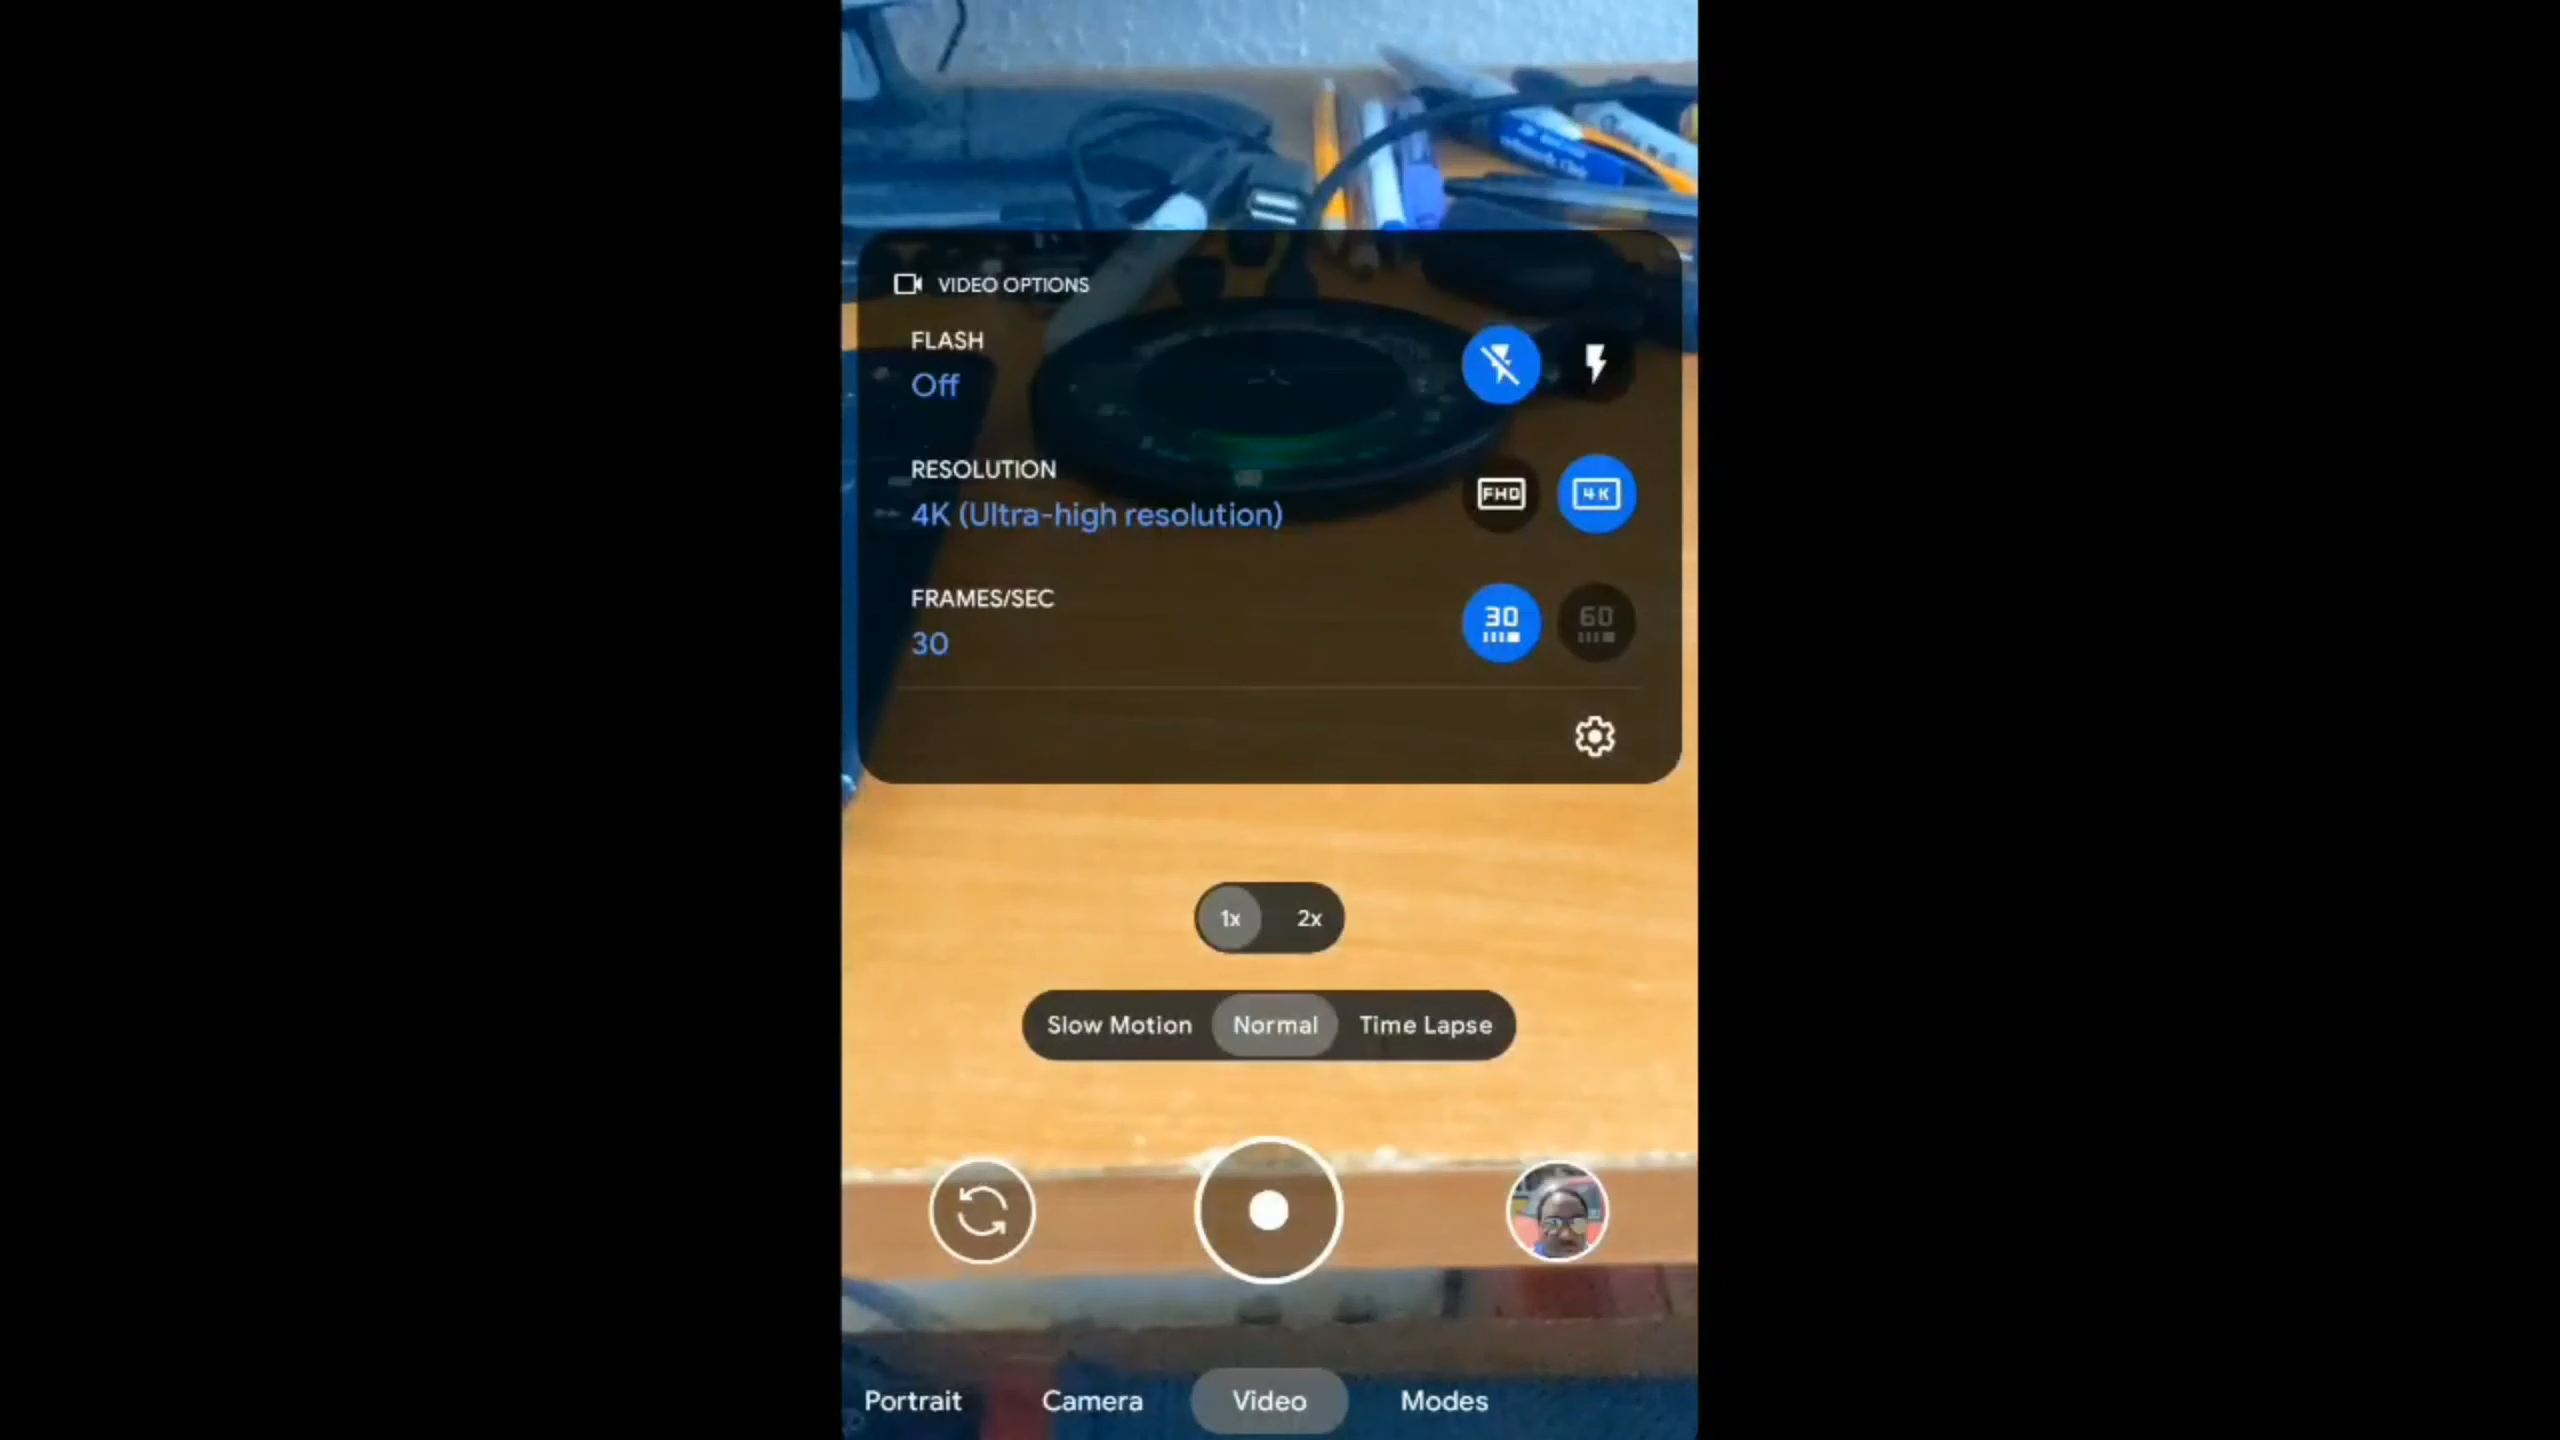 VIDEO OPTIONS
FLASH
Off
RESOLUTION
4K (Ultra-high resolution)
FHD
4K
FRAMES/SEC
30
30
60
1x
2x
Slow Motion
Normal
Time Lapse
Portrait
Camera
Video
Modes